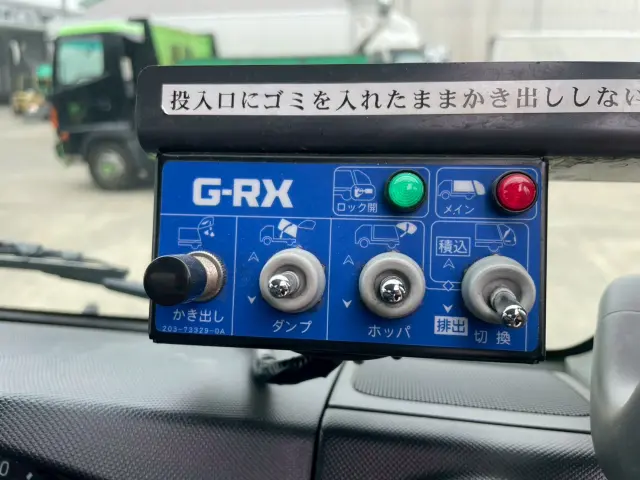 投入口にゴミを入れたままかき出ししない
G-RX
ロック開
メイン
積込
かき出し
203-73929-0A
ダンプ
ホッパ
排出
切換
0